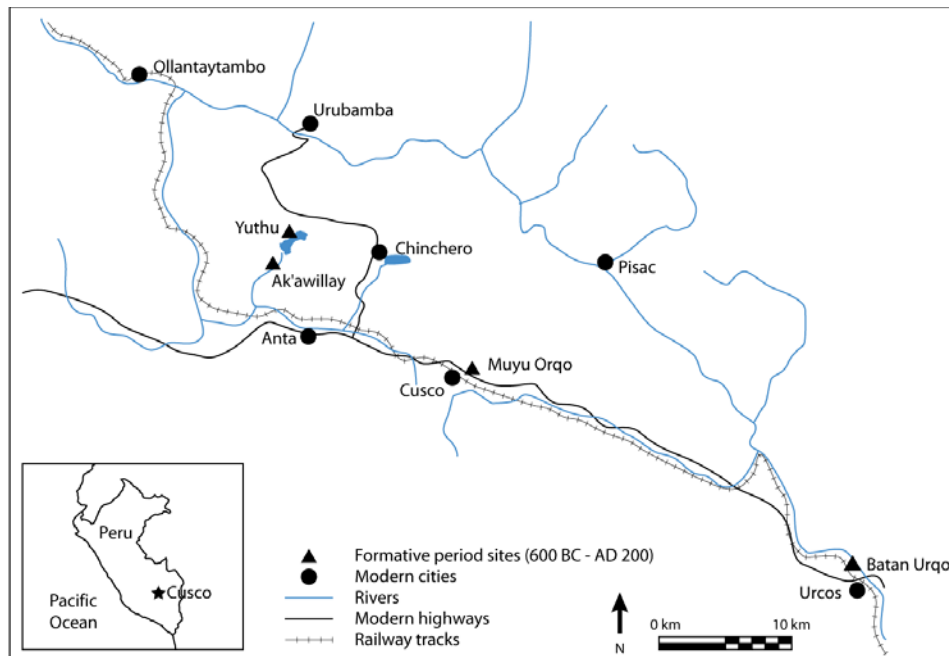 Ollantaytambo
Urubamba
Yuthu
Chinchero
Pisac
Ak'awillay
Anta
Muyu Orqo
Cusco
Peru
Cusco
Pacific
Ocean
Formative period sites (600 BC - AD 200)
Modern cities
Rivers
Modern highways
Railway tracks
N
0 km
10 km
Batan Urqo
Urcos